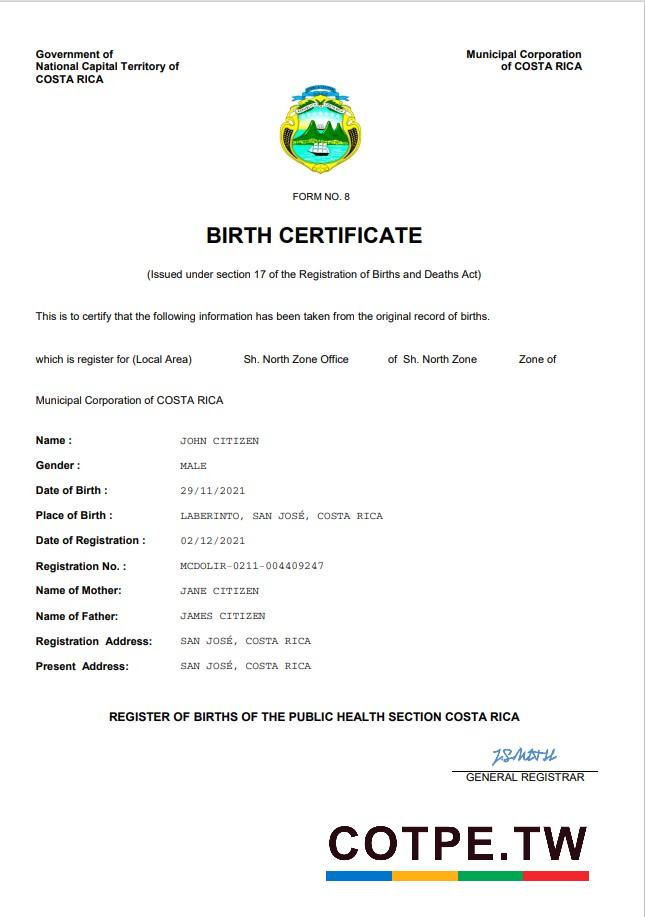 Government of
National Capital Territory of
COSTA RICA
Municipal Corporation
of COSTA RICA
FORM NO. 8
BIRTH CERTIFICATE
(Issued under section 17 of the Registration of Births and Deaths Act)
This is to certify that the following information has been taken from the original record of births.
which is register for (Local Area) Sh. North Zone Office of Sh. North Zone Zone of
Municipal Corporation of COSTA RICA
Name : JOHN CITIZEN
Gender : MALE
Date of Birth : 29/11/2021
Place of Birth : LABERINTO, SAN JOSÉ, COSTA RICA
Date of Registration : 02/12/2021
Registration No. : MCDOLIR-0211-004409247
Name of Mother: JANE CITIZEN
Name of Father: JAMES CITIZEN
Registration Address: SAN JOSÉ, COSTA RICA
Present Address: SAN JOSÉ, COSTA RICA
REGISTER OF BIRTHS OF THE PUBLIC HEALTH SECTION COSTA RICA
GENERAL REGISTRAR
COTPE.TW